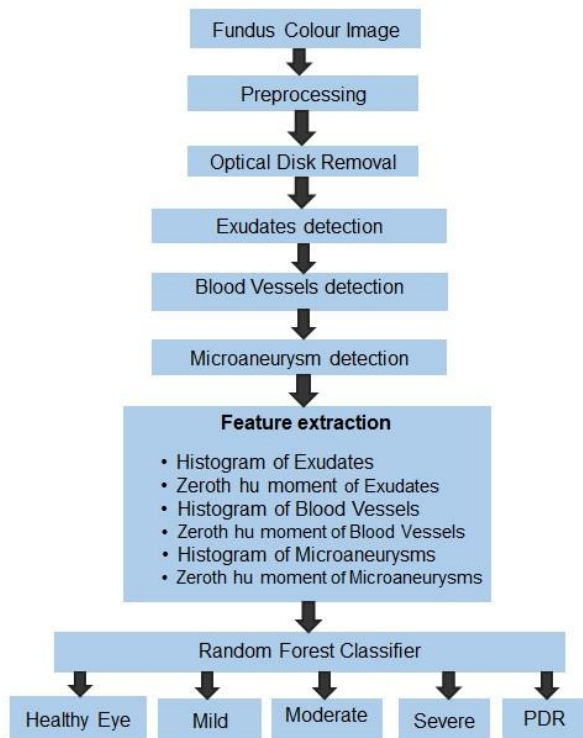 Fundus Colour Image
Preprocessing
Optical Disk Removal
Exudates detection
Blood Vessels detection
Microaneurysm detection
Feature extraction
• Histogram of Exudates
• Zeroth hu moment of Exudates
• Histogram of Blood Vessels
• Zeroth hu moment of Blood Vessels
• Histogram of Microaneurysms
• Zeroth hu moment of Microaneurysms
Random Forest Classifier
Healthy Eye Mild Moderate Severe PDR